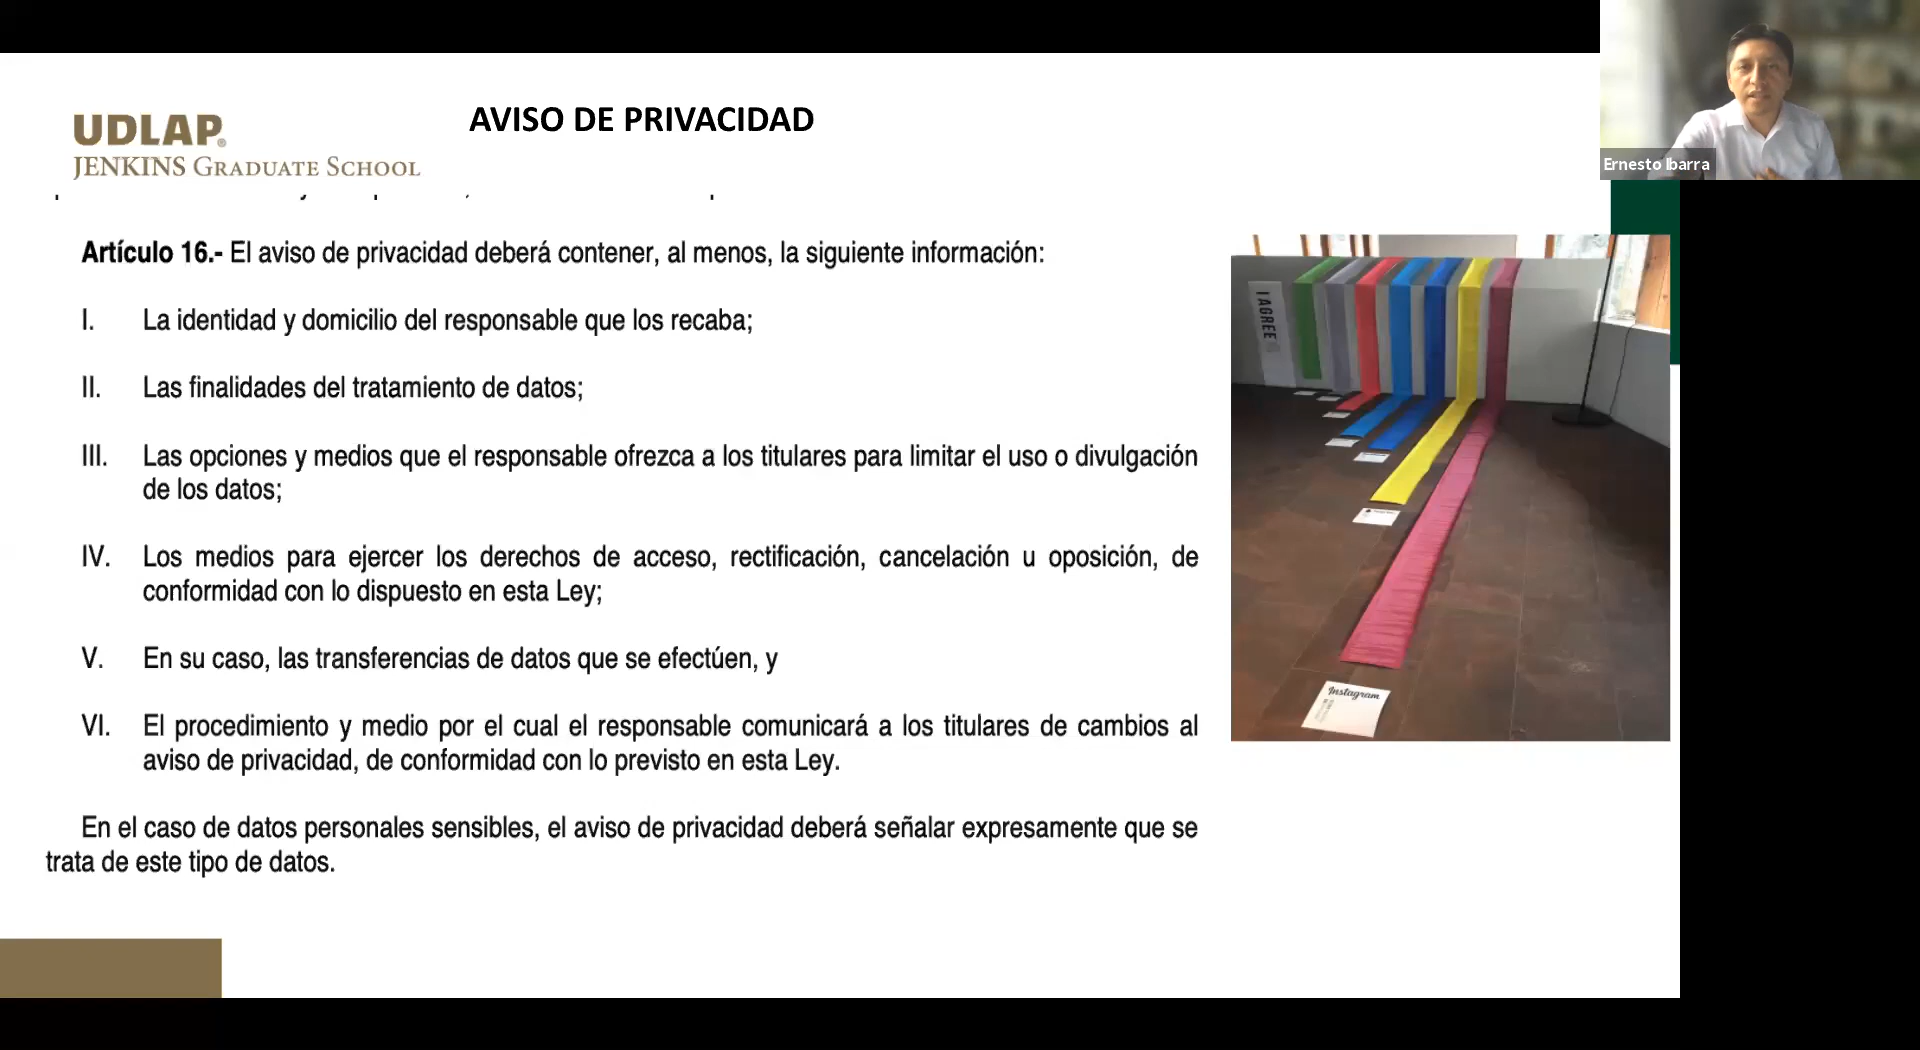 UDLAP®
JENKINS GRADUATE SCHOOL
AVISO DE PRIVACIDAD
Ernesto Ibarra
Artículo 16.- El aviso de privacidad deberá contener, al menos, la siguiente información:
I. La identidad y domicilio del responsable que los recaba;
II. Las finalidades del tratamiento de datos;
III. Las opciones y medios que el responsable ofrezca a los titulares para limitar el uso o divulgación
de los datos;
IV. Los medios para ejercer los derechos de acceso, rectificación, cancelación u oposición, de
conformidad con lo dispuesto en esta Ley;
V. En su caso, las transferencias de datos que se efectúen, y
VI. El procedimiento y medio por el cual el responsable comunicará a los titulares de cambios al
aviso de privacidad, de conformidad con lo previsto en esta Ley.
En el caso de datos personales sensibles, el aviso de privacidad deberá señalar expresamente que se
trata de este tipo de datos.
I AGREE
Instagram